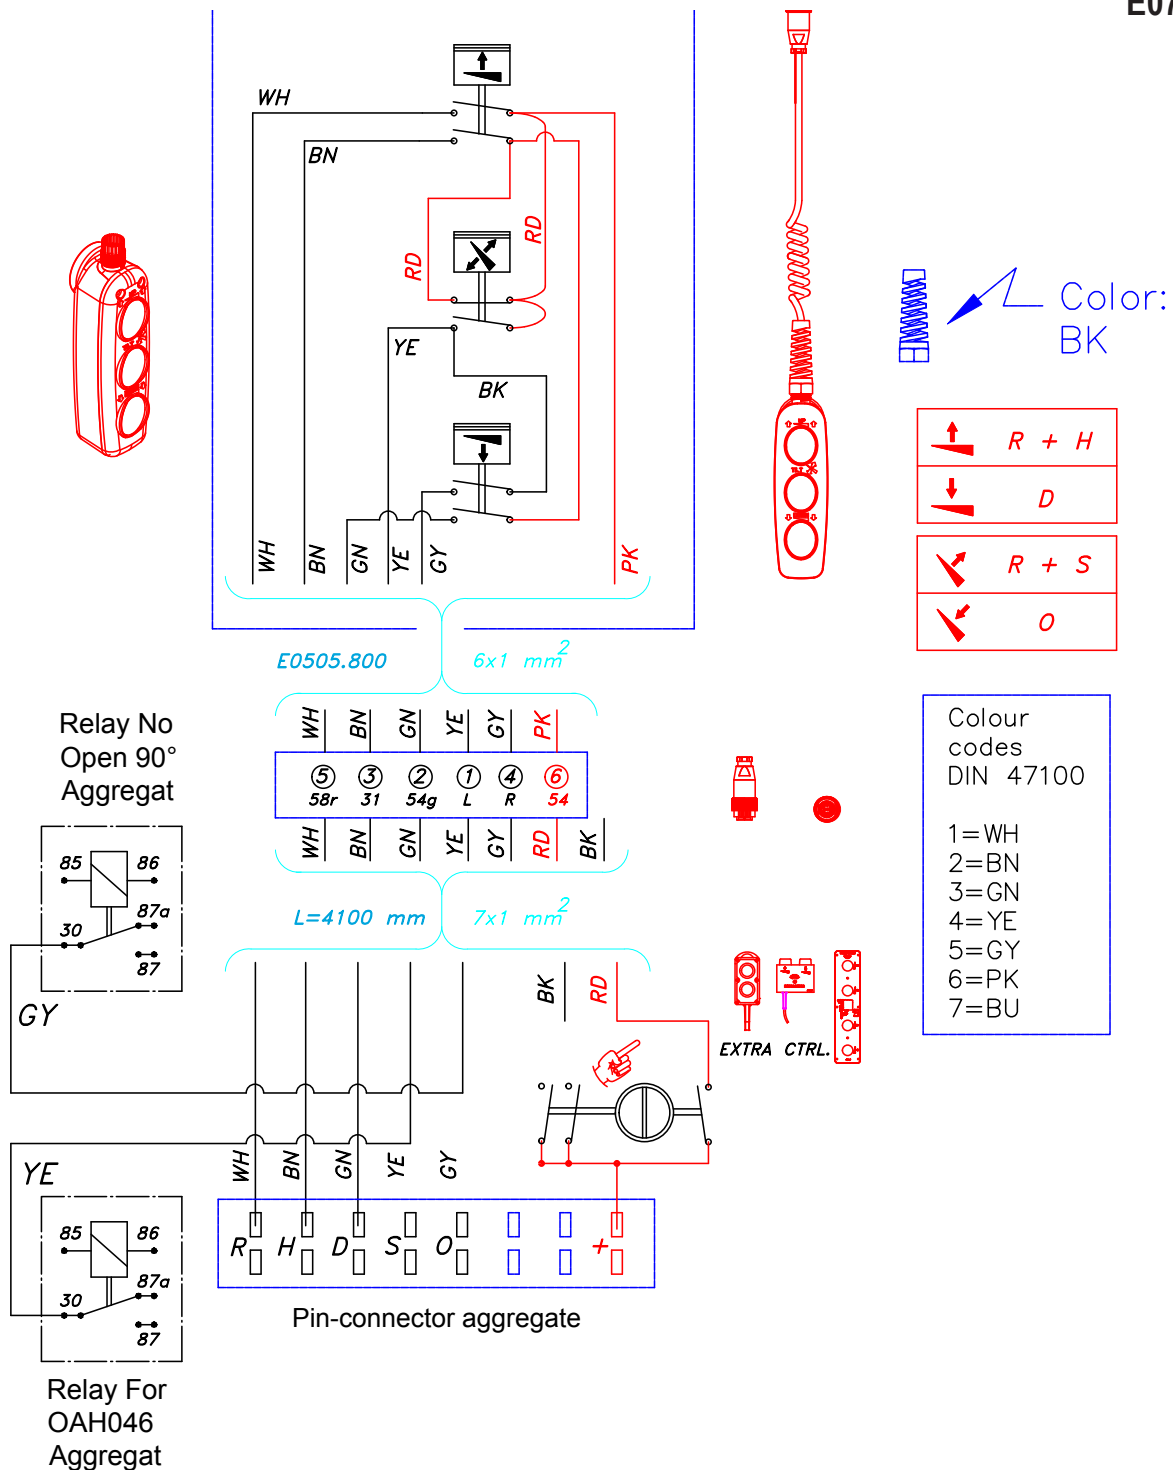 E07
WH
BN
RD
RD
YE
BK
WH
BN
GN
YE
GY
PK
Color:
BK
R + H
D
R + S
O
E0505.800
6x1 mm2
Relay No
Open 90°
Aggregat
WH
BN
GN
YE
GY
PK
5
3
2
1
4
6
58r
31
54g
L
R
54
WH
BN
GN
YE
GY
RD
BK
L=4100 mm
7x1 mm2
Colour
codes
DIN 47100
1=WH
2=BN
3=GN
4=YE
5=GY
6=PK
7=BU
85
86
87a
30
87
GY
BK
RD
EXTRA CTRL.
YE
WH
BN
GN
YE
GY
R
H
D
S
O
+
85
86
87a
30
87
Pin-connector aggregate
Relay For
OAH046
Aggregat